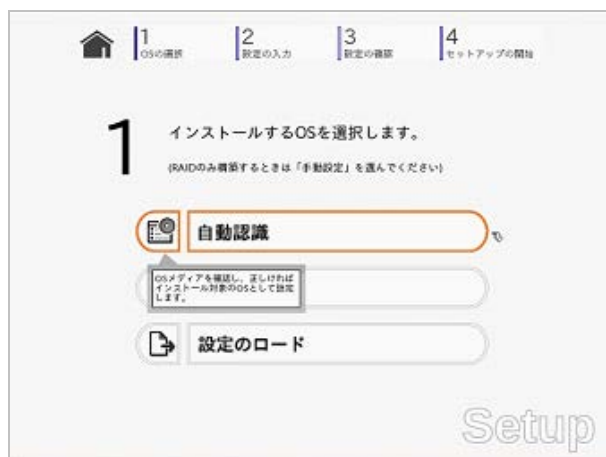 1
OSの選択
2
設定の入力
3
設定の確認
4
セットアップの開始
1
インストールするOSを選択します。
(RAIDのみ構築するときは「手動設定」を選んでください)
自動認識
OSメディアを確認し、正しければ
インストール対象のOSとして設定
します。
設定のロード
Setup